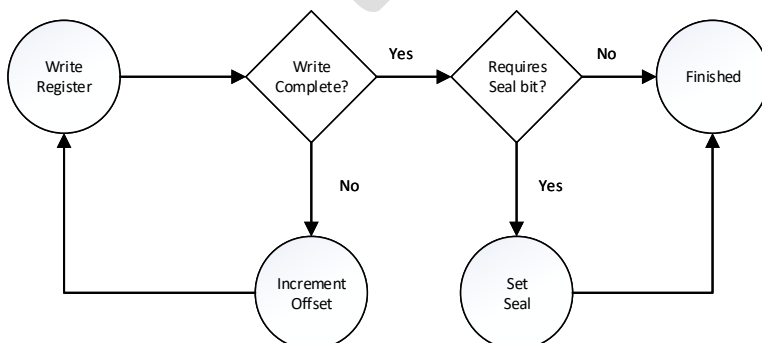 Write
Register
Write
Complete?
Yes
Requires
Seal bit?
No
Finished
No
Yes
Increment
Offset
Set
Seal